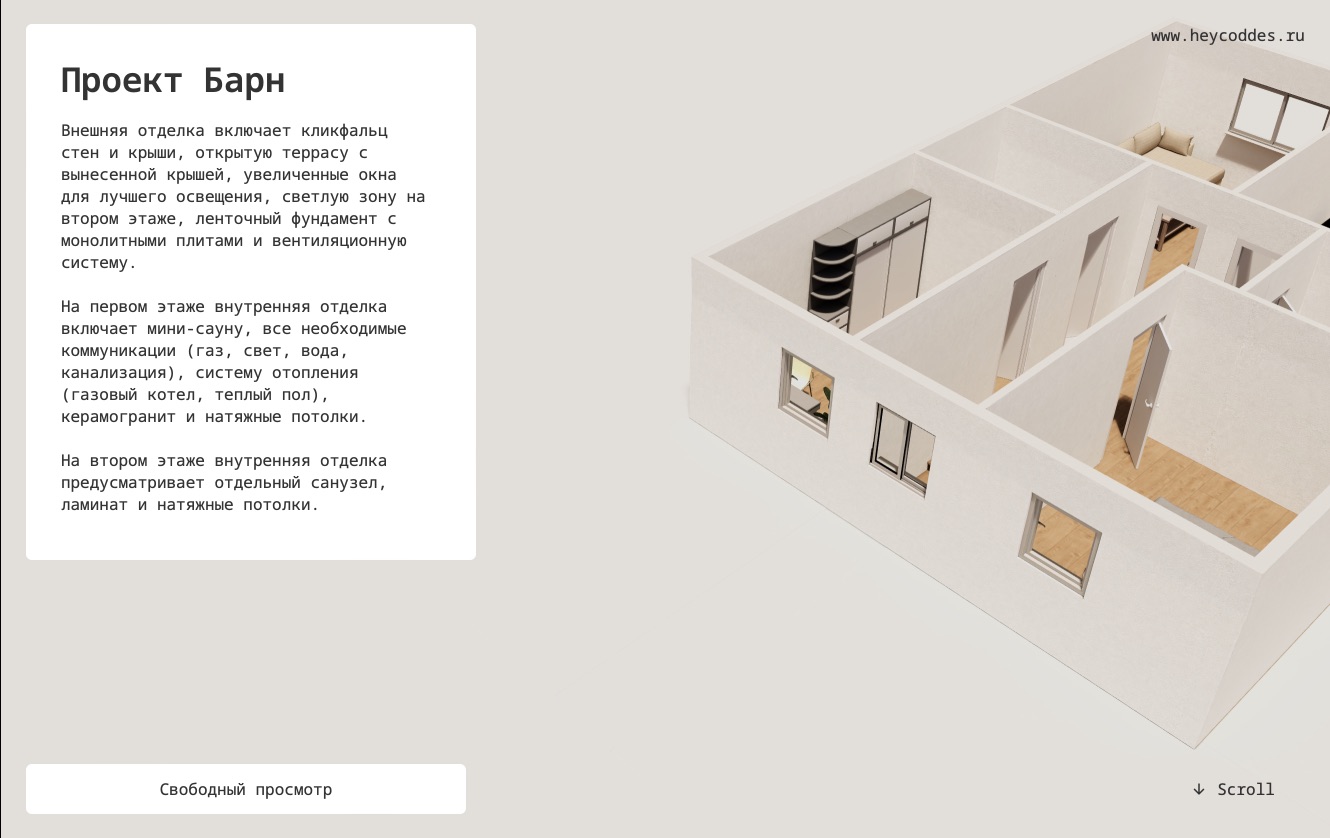 www.heycoddes.ru
Проект Барн
Внешняя отделка включает кликфальц
стен и крыши, открытую террасу с
вынесенной крышей, увеличенные окна
для лучшего освещения, светлую зону на
втором этаже, ленточный фундамент с
монолитными плитами и вентиляционную
систему.
На первом этаже внутренняя отделка
включает мини-сауну, все необходимые
коммуникации (газ, свет, вода,
канализация), систему отопления
(газовый котел, теплый пол),
керамогранит и натяжные потолки.
На втором этаже внутренняя отделка
предусматривает отдельный санузел,
ламинат и натяжные потолки.
Свободный просмотр
↓ Scroll